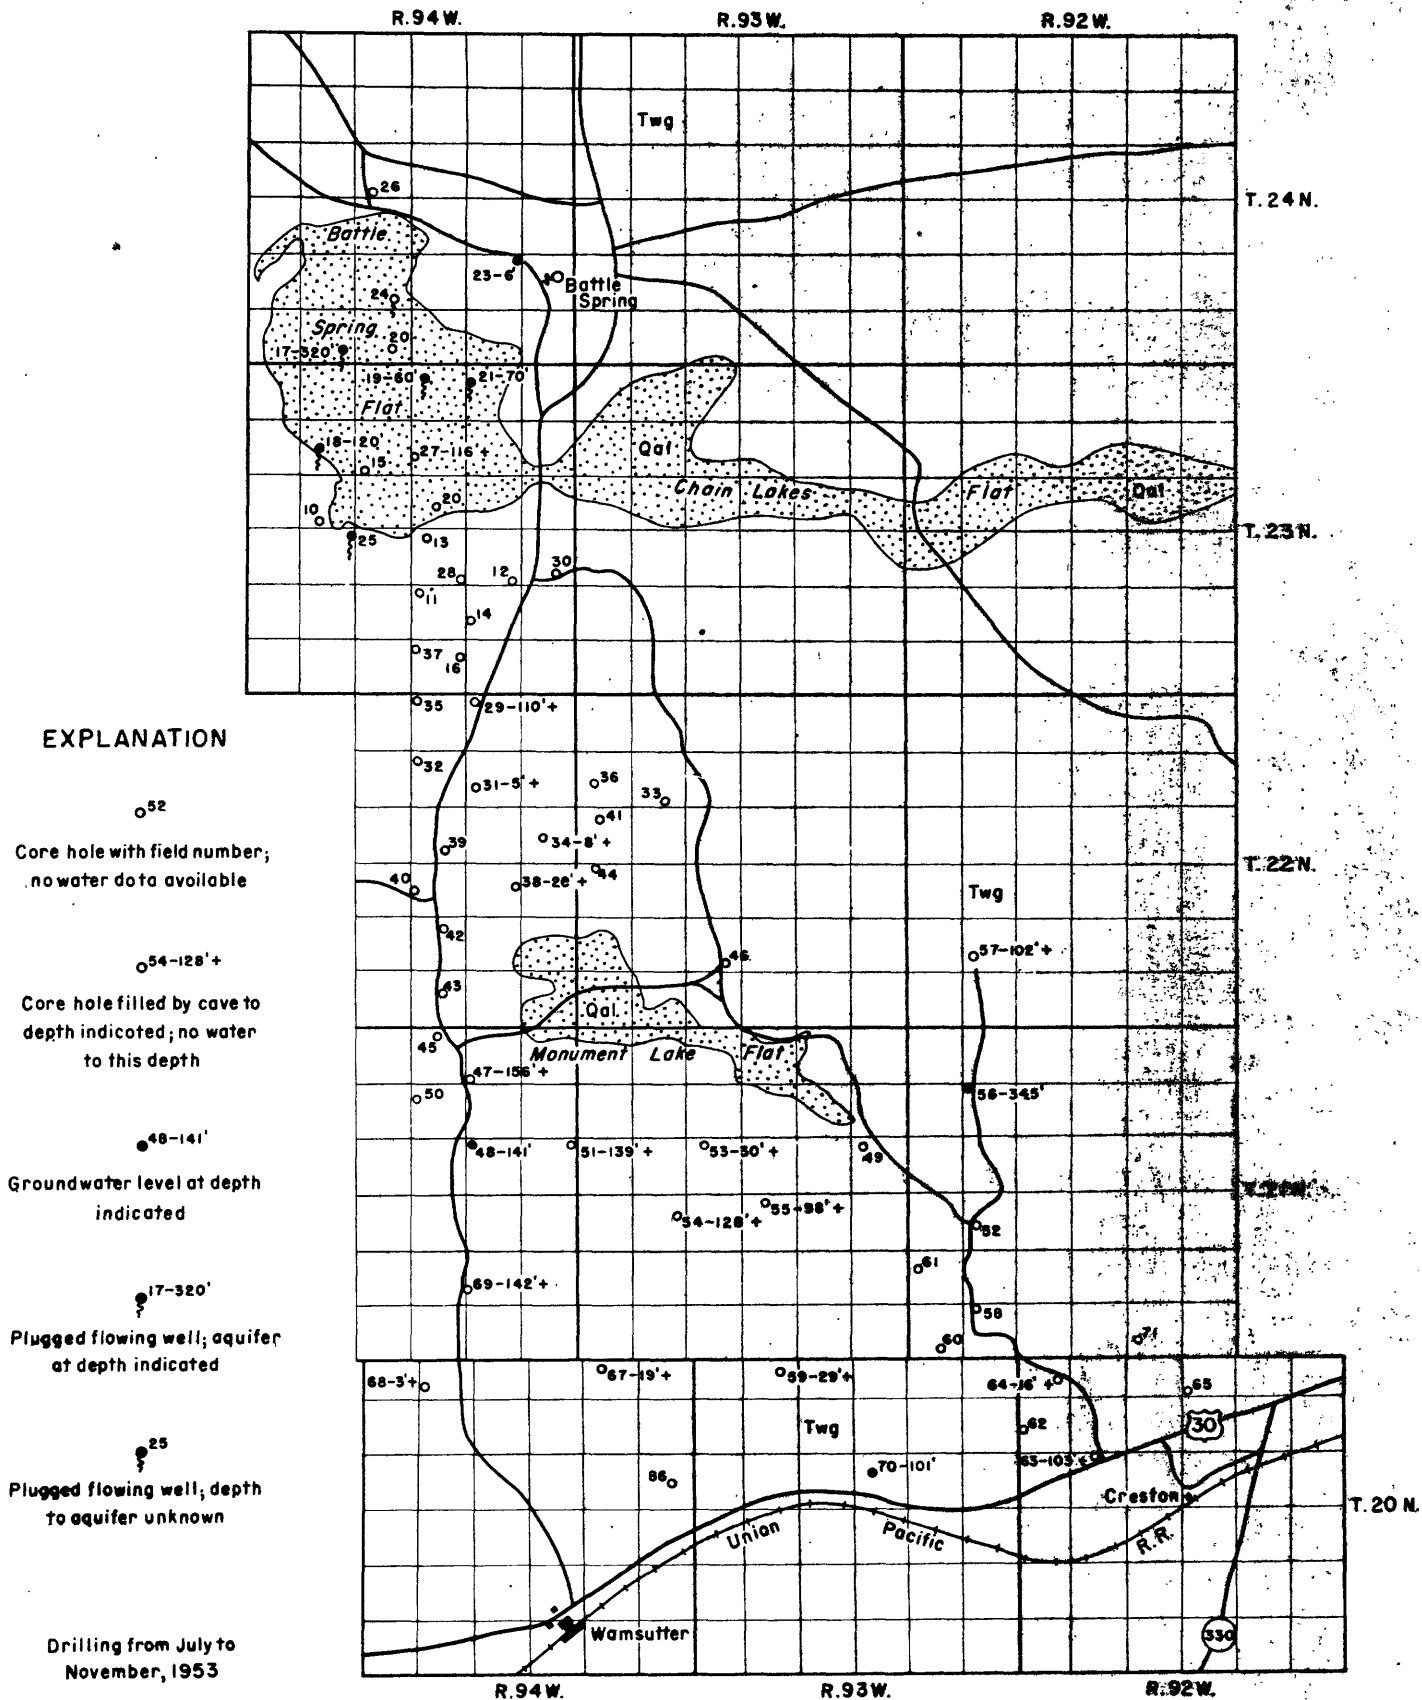 R.94W.
R.93W.
R.92W.
Twg
26
T.24N.
Battle
23-6'
Battle
Spring
24
Spring
20
17-320'
19-60'
21-70'
Flat
18-120'
27-116'+
15
Qal
Chain Lakes
Flat
Qal
20
10
25
13
T.23N.
30
28
12
11
14
37
16
35
29-110'+
EXPLANATION
32
31-5'+
36
33
52
41
34-8'+
39
Core hole with field number;
no water data available
44
38-26'+
40
T.22N.
Twg
42
57-102'+
46
54-128'+
43
Qal
Core hole filled by cave to
depth indicated; no water
to this depth
45
Monument Lake Flat
47-156'+
50
56-345'
48-141'
48-141'
51-139'+
53-30'+
49
Groundwater level at depth
indicated
55-98'+
54-128'+
52
61
69-142'+
17-320'
58
Plugged flowing well; aquifer
at depth indicated
60
71
68-3'+
67-19'+
59-29'+
64-16'+
65
30
Twg
62
25
63-103'+
70-101'
86
Plugged flowing well; depth
to aquifer unknown
Creston
T.20N.
Union Pacific R.R.
Wamsutter
330
Drilling from July to
November, 1953
R.94W.
R.93W.
R.92W.